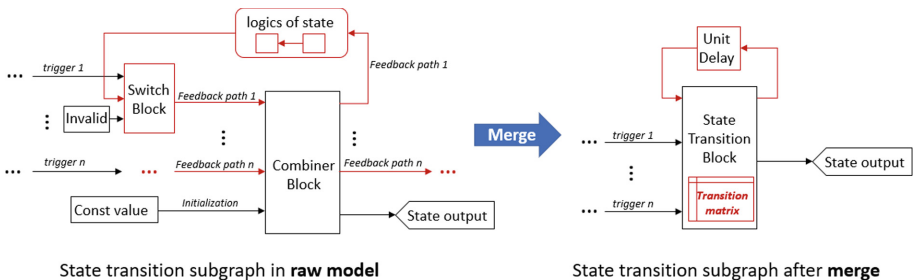 logics of state
... trigger 1
Feedback path 1
Switch
Block
Feedback path 1
Invalid
... trigger n ... Feedback path n
Combiner
Block
Feedback path n ...
Const value
Initialization
State output
Merge
Unit
Delay
... trigger 1
State
Transition
Block
State output
... trigger n
Transition
matrix
State transition subgraph in raw model
State transition subgraph after merge